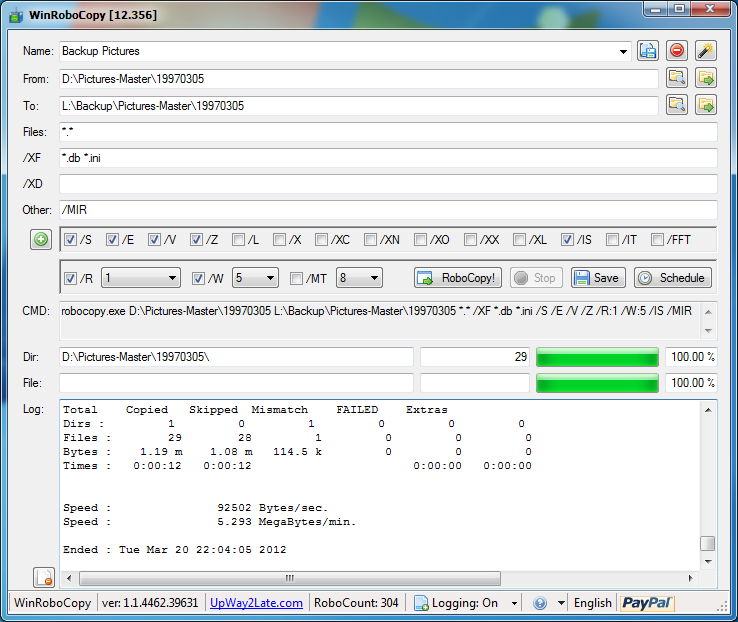 WinRoboCopy [12.356]
Name: Backup Pictures
From: D:\Pictures-Master\19970305
To: L:\Backup\Pictures-Master\19970305
Files: *.*
/XF *.db *.ini
/XD
Other: /MIR
/S /E /V /Z /L /X /XC /XN /XO /XX /XL /IS /IT /FFT
/R 1 /W 5 /MT 8 RoboCopy! Stop Save Schedule
CMD: robocopy.exe D:\Pictures-Master\19970305 L:\Backup\Pictures-Master\19970305 *.* /XF *.db *.ini /S /E /V /Z /R:1 /W:5 /IS /MIR
Dir: D:\Pictures-Master\19970305\ 29 100.00 %
File: 100.00 %
Log: Total Copied Skipped Mismatch FAILED Extras
Dirs : 1 0 1 0 0 0
Files : 29 28 1 0 0 0
Bytes : 1.19 m 1.08 m 114.5 k 0 0 0
Times : 0:00:12 0:00:12 0:00:00 0:00:00
Speed : 92502 Bytes/sec.
Speed : 5.293 MegaBytes/min.
Ended : Tue Mar 20 22:04:05 2012
WinRoboCopy ver: 1.1.4462.39631 UpWay2Late.com RoboCount: 304 Logging: On English PayPal